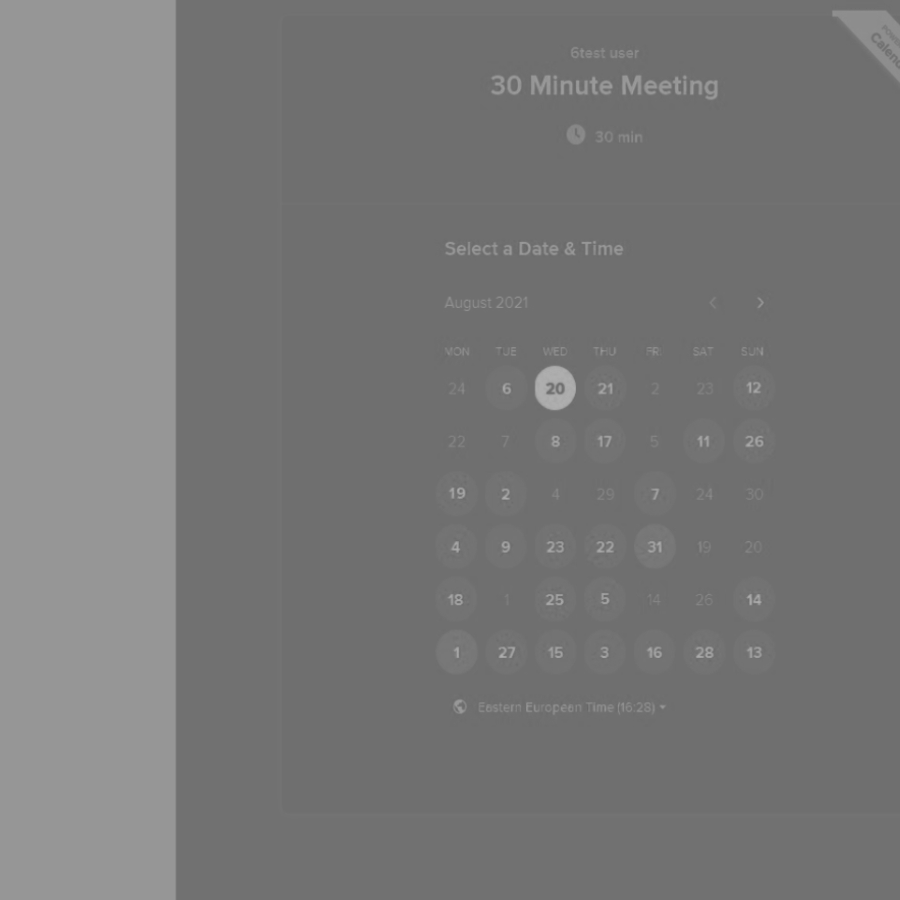 6test user
30 Minute Meeting
30 min
Calend
Select a Date & Time
August 2021
MON TUE WED THU FRI SAT SUN
24 6 20 21 2 23 12
22 7 8 17 5 11 26
19 2 4 29 7 24 30
4 9 23 22 31 19 20
18 1 25 5 14 26 14
1 27 15 3 16 28 13
Eastern European Time (16:28)